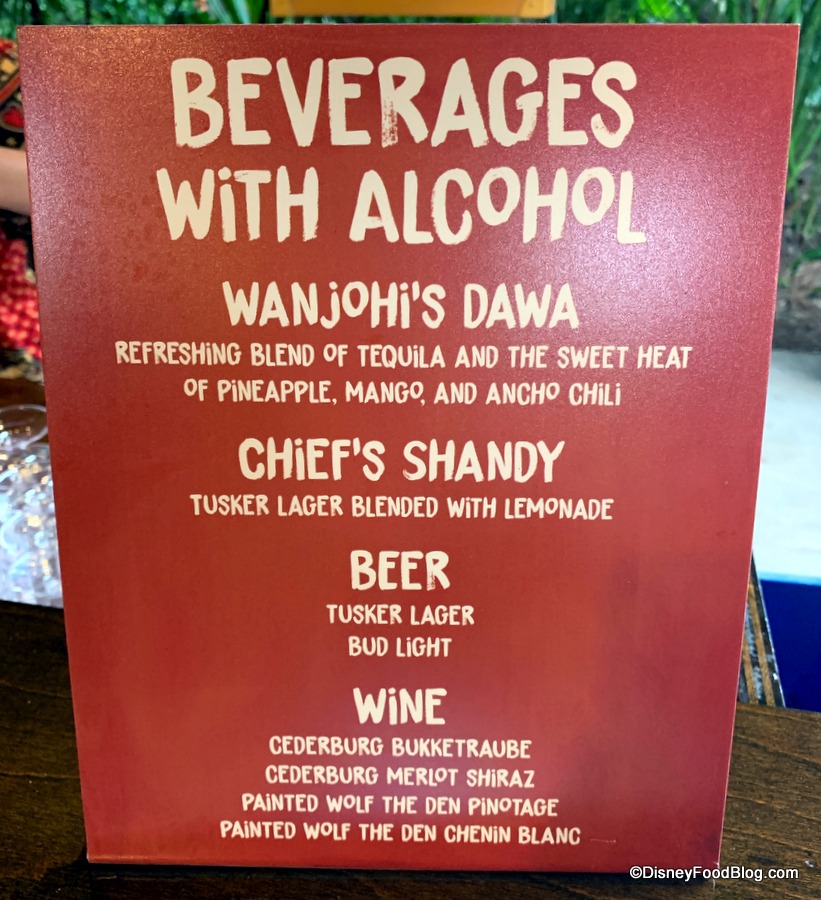 BEVERAGES
WITH ALCOHOL
WANJOHI'S DAWA
REFRESHING BLEND OF TEQUILA AND THE SWEET HEAT
OF PINEAPPLE, MANGO, AND ANCHO CHILI
CHIEF'S SHANDY
TUSKER LAGER BLENDED WITH LEMONADE
BEER
TUSKER LAGER
BUD LIGHT
WINE
CEDERBURG BUKKETRAUBE
CEDERBURG MERLOT SHIRAZ
PAINTED WOLF THE DEN PINOTAGE
PAINTED WOLF THE DEN CHENIN BLANC
©DisneyFoodBlog.com